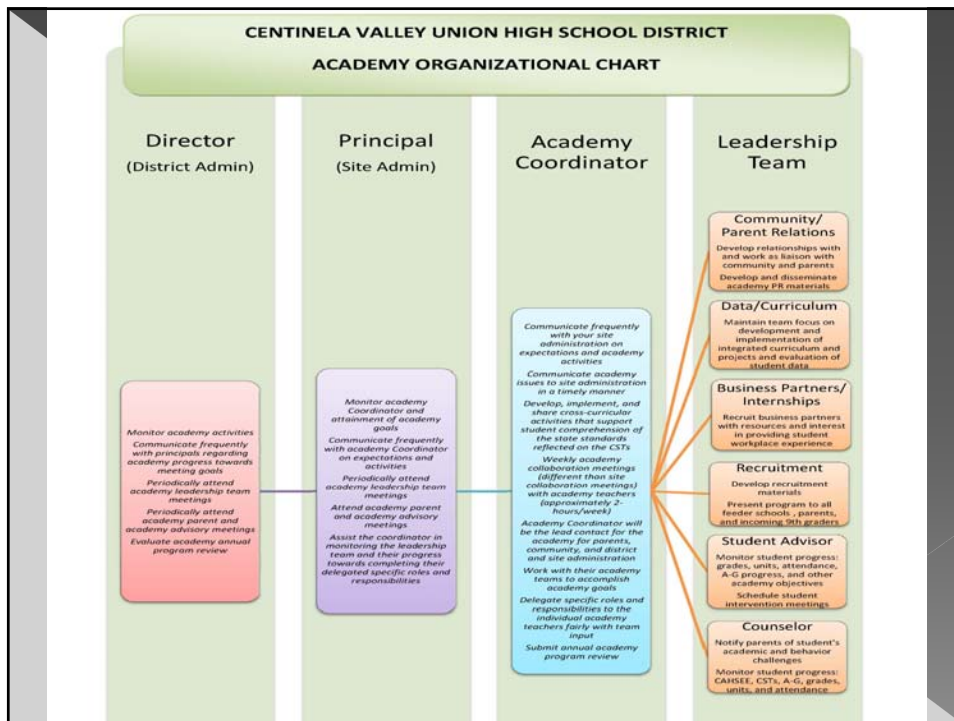 CENTINELA VALLEY UNION HIGH SCHOOL DISTRICT
ACADEMY ORGANIZATIONAL CHART
Director
(District Admin)
Monitor academy activities
Communicate frequently
with principals regarding
academy progress towards
meeting goals
Periodically attend
academy leadership team
meetings
Periodically attend
academy parent and
academy advisory meetings
Evaluate academy annual
program review
Principal
(Site Admin)
Monitor academy
Coordinator and
attainment of academy
goals
Communicate frequently
with academy Coordinator
on expectations and
activities
Periodically attend
academy leadership team
meetings
Attend academy parent
and academy advisory
meetings
Assist the coordinator in
monitoring the leadership
team and their progress
towards completing their
delegated specific roles and
responsibilities
Academy
Coordinator
Communicate frequently
with your site
administration on
expectations and academy
activities
Communicate academy
issues to site administration
in a timely manner
Develop, implement, and
share cross-curricular
activities that support
student comprehension of
the state standards
reflected on the CSTs
Weekly academy
collaboration meetings
(different than site
collaboration meetings)
with academy teachers
(approximately 2-
hours/week)
Academy Coordinator will
be the lead contact for the
academy for parents,
community, and district
and site administration
Work with their academy
teams to accomplish
academy goals
Delegate specific roles and
responsibilities to the
individual academy
teachers fairly with team
input
Submit annual academy
program review
Leadership
Team
Community/
Parent Relations
Develop relationships with
and work as liaison with
community and parents
Develop and disseminate
academy PR materials
Data/Curriculum
Maintain team focus on
development and
implementation of
integrated curriculum and
projects and evaluation of
student data
Business Partners/
Internships
Recruit business partners
with resources and interest
in providing student
workplace experience
Recruitment
Develop recruitment
materials
Present program to all
feeder schools , parents,
and incoming 9th graders
Student Advisor
Monitor student progress:
grades, units, attendance,
A-G progress, and other
academy objectives
Schedule student
intervention meetings
Counselor
Notify parents of student's
academic and behavior
challenges
Monitor student progress:
CAHSEE, CSTs, A-G, grades,
units, and attendance